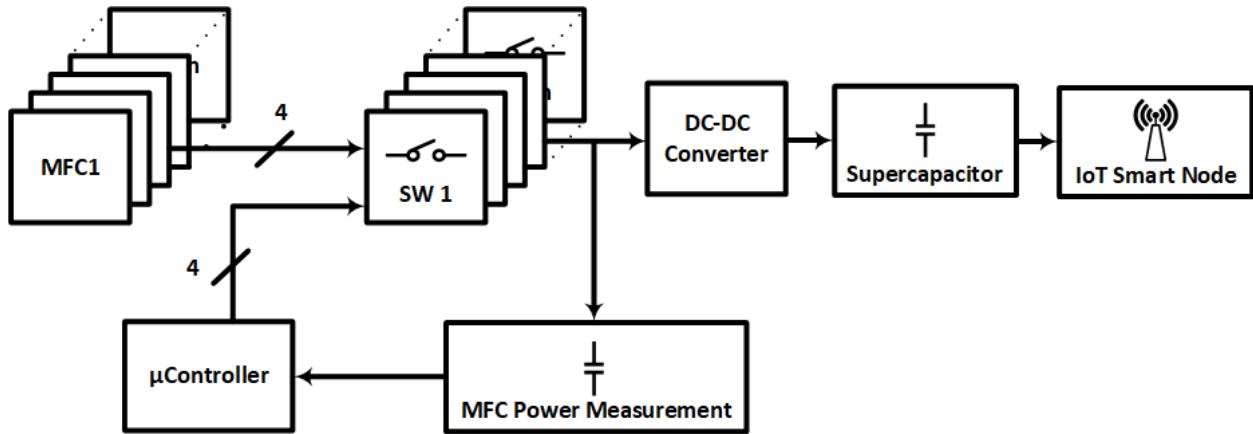 MFC1
n
4
SW 1
n
DC-DC
Converter
Supercapacitor
IoT Smart Node
4
µController
MFC Power Measurement